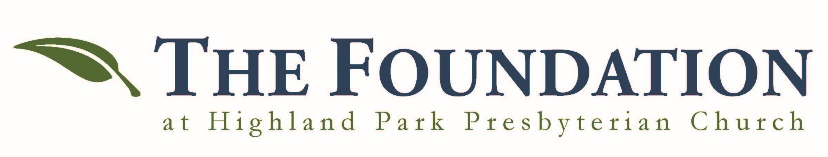 THE FOUNDATION
at Highland Park Presbyterian Church